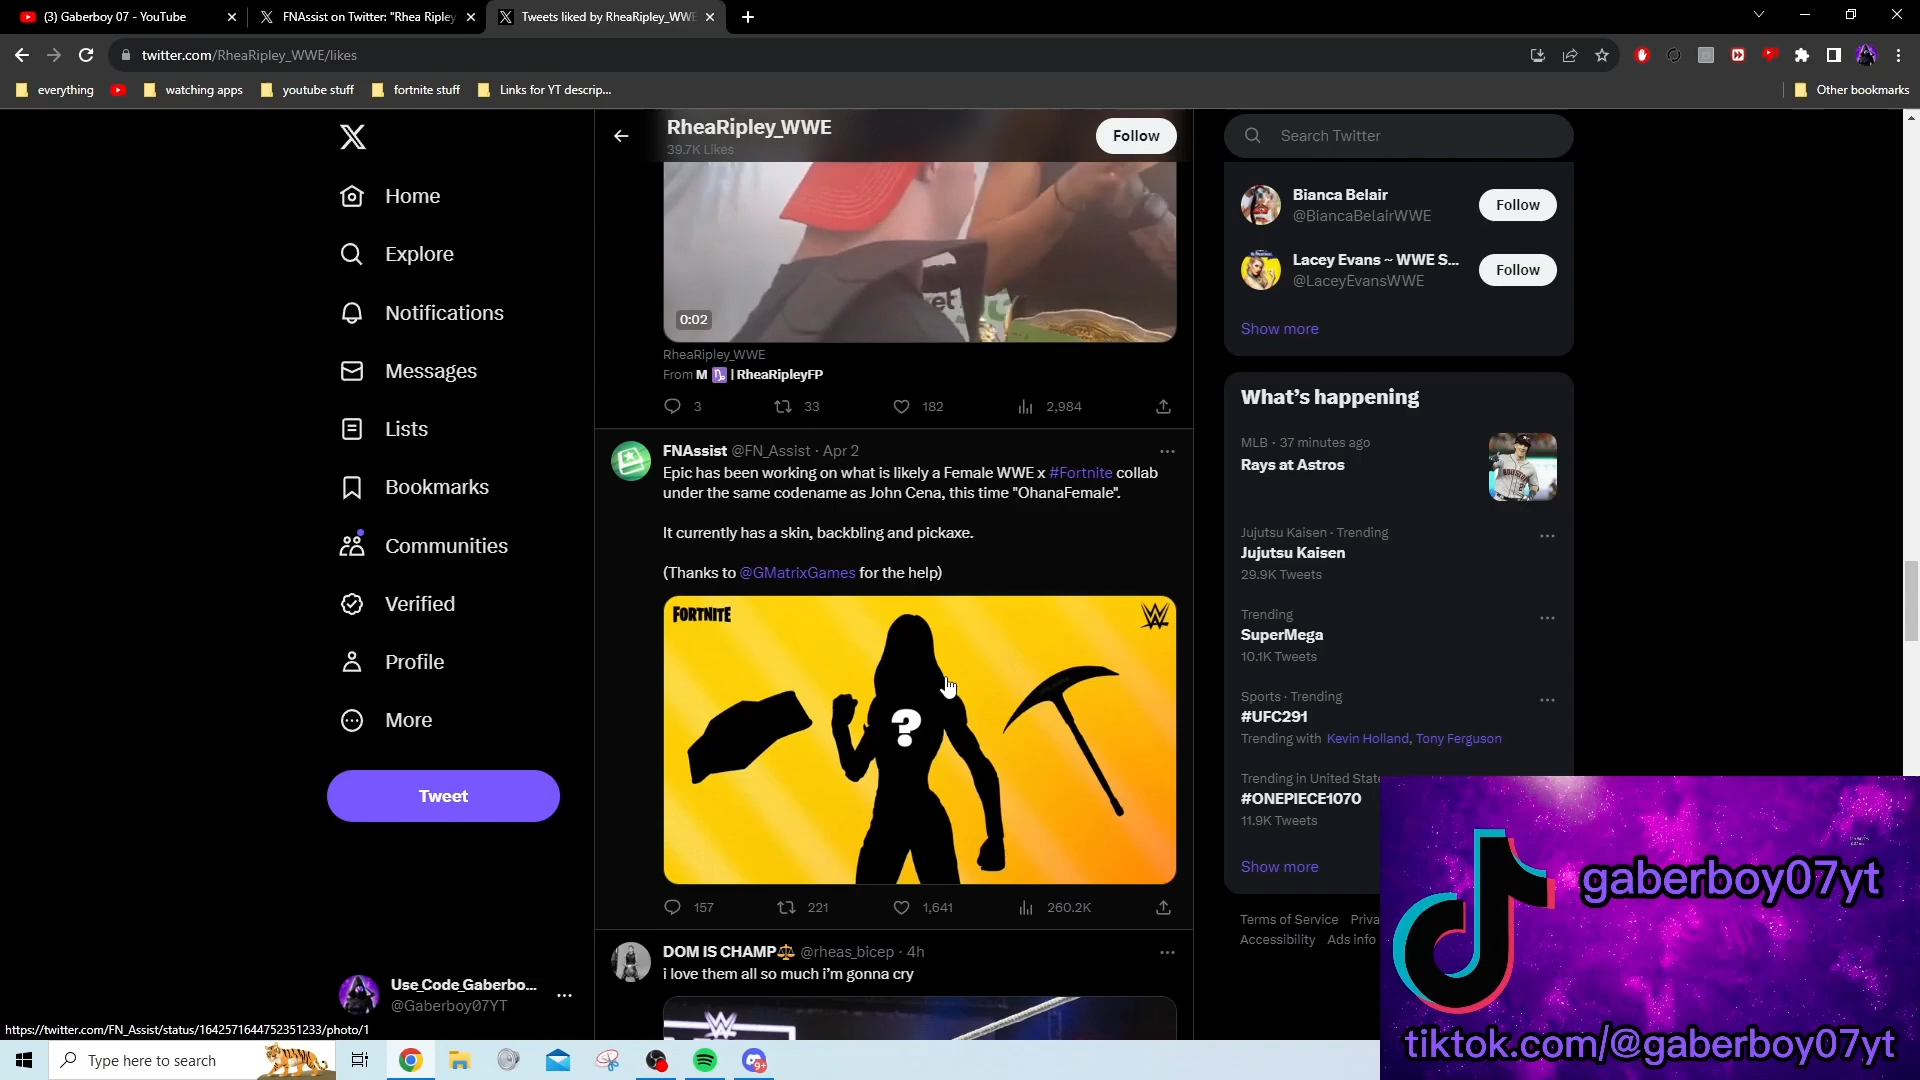 (3) Gaberboy 07 - YouTube
FNAssist on Twitter: "Rhea Ripley
Tweets liked by RheaRipley_WWE
twitter.com/RheaRipley_WWE/likes
everything
watching apps
youtube stuff
fortnite stuff
Links for YT descrip...
Other bookmarks
Home
Explore
Notifications
Messages
Lists
Bookmarks
Communities
Verified
Profile
More
Tweet
Use_Code_Gaberbo...
@Gaberboy07YT
RheaRipley_WWE
39.7K Likes
Follow
0:02
RheaRipley_WWE
From M ♑ | RheaRipleyFP
3 33 182 2,984
FNAssist @FN_Assist · Apr 2
Epic has been working on what is likely a Female WWE x #Fortnite collab
under the same codename as John Cena, this time "OhanaFemale".
It currently has a skin, backbling and pickaxe.
(Thanks to @GMatrixGames for the help)
FORTNITE
W
?
157 221 1,641 260.2K
DOM IS CHAMP⚖️ @rheas_bicep · 4h
i love them all so much i'm gonna cry
Search Twitter
Bianca Belair
@BiancaBelairWWE
Follow
Lacey Evans ~ WWE S...
@LaceyEvansWWE
Follow
Show more
What's happening
MLB · 37 minutes ago
Rays at Astros
Jujutsu Kaisen · Trending
Jujutsu Kaisen
29.9K Tweets
Trending
SuperMega
10.1K Tweets
Sports · Trending
#UFC291
Trending with Kevin Holland, Tony Ferguson
Trending in United State
#ONEPIECE1070
11.9K Tweets
Show more
Terms of Service Priva
Accessibility Ads info
gaberboy07yt
tiktok.com/@gaberboy07yt
https://twitter.com/FN_Assist/status/1642571644752351233/photo/1
Type here to search
9+